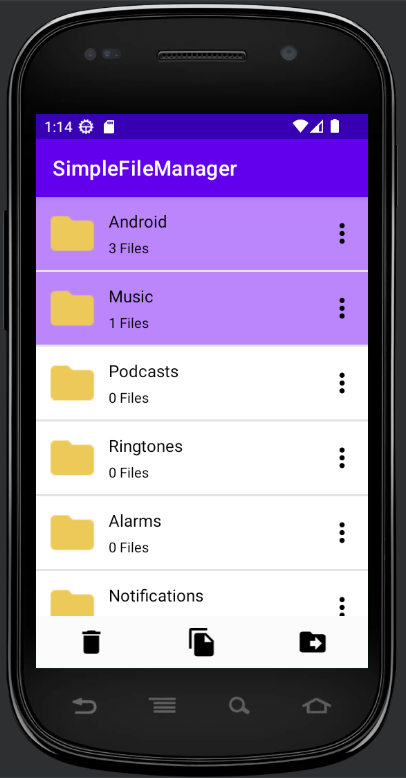 1:14
SimpleFileManager
Android
3 Files
Music
1 Files
Podcasts
0 Files
Ringtones
0 Files
Alarms
0 Files
Notifications